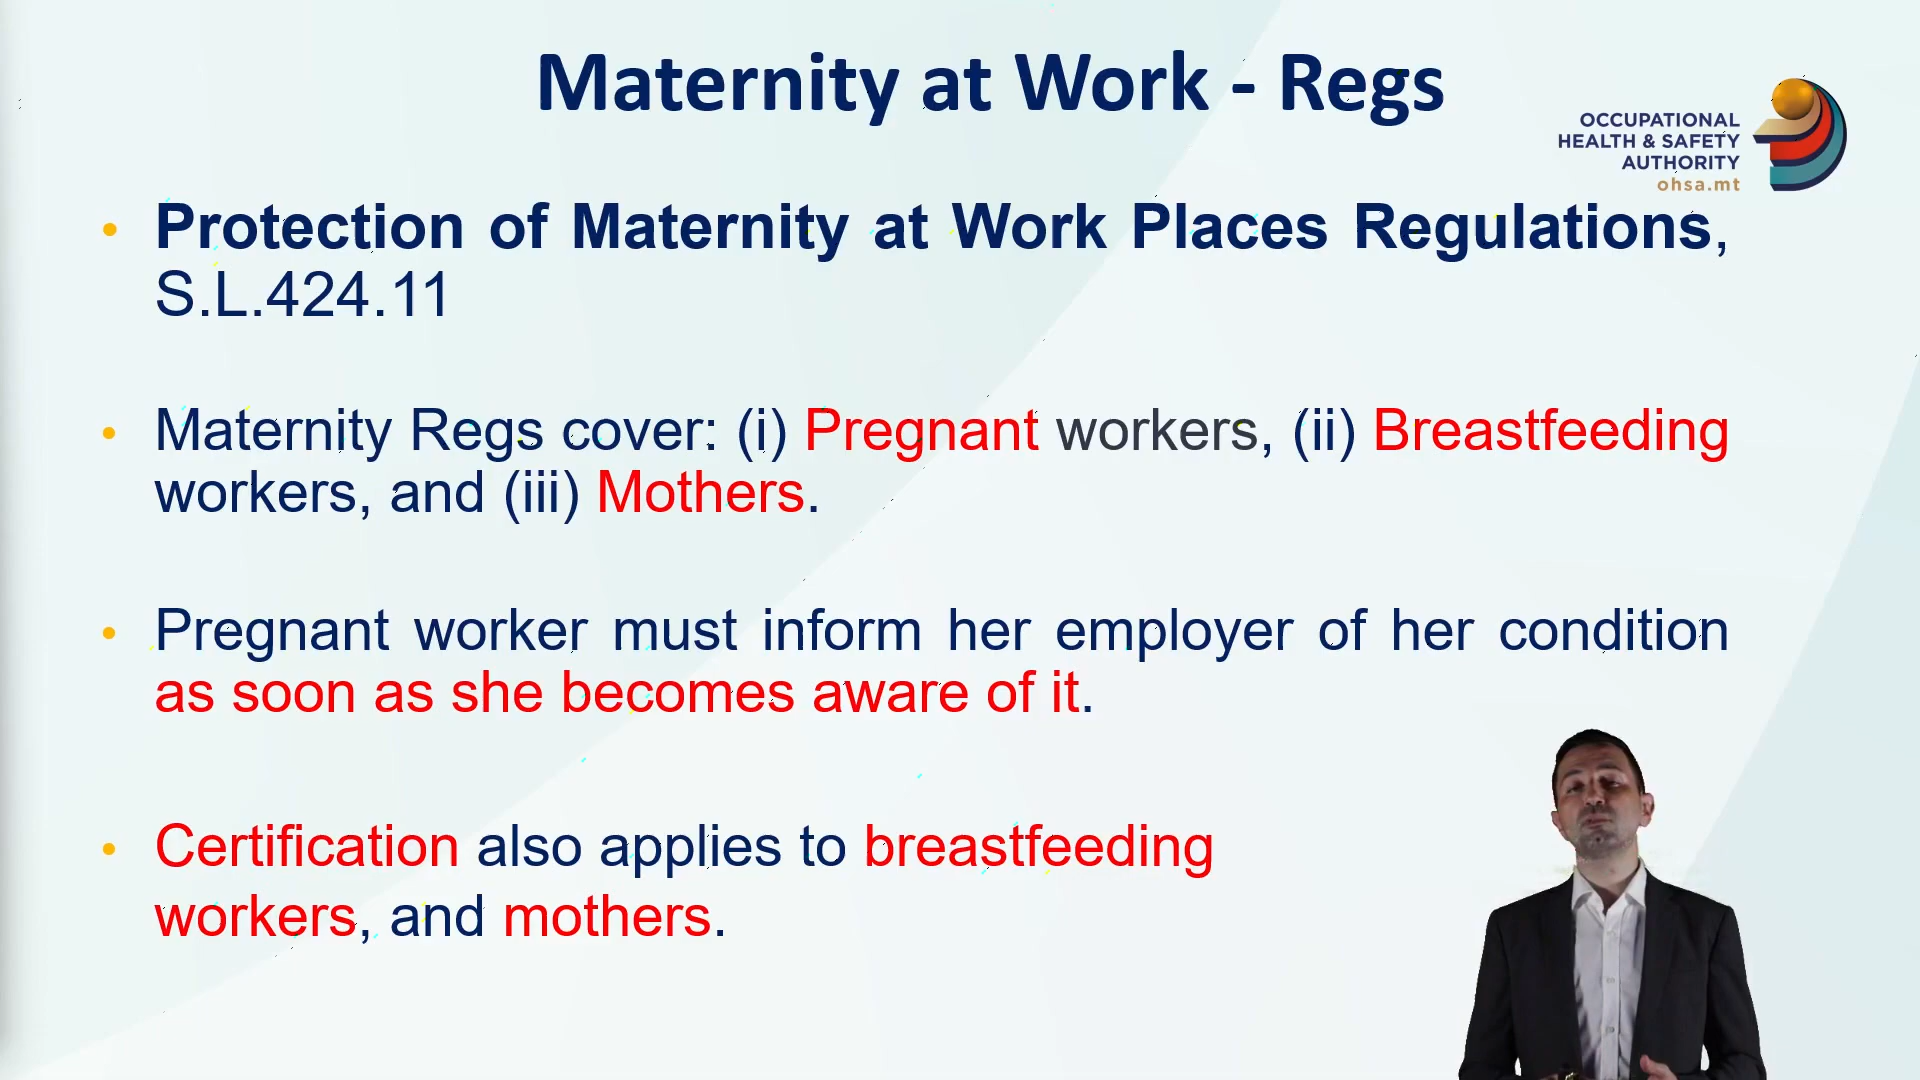 Maternity at Work - Regs
OCCUPATIONAL
HEALTH & SAFETY
AUTHORITY
ohsa.mt
• Protection of Maternity at Work Places Regulations,
S.L.424.11
• Maternity Regs cover: (i) Pregnant workers, (ii) Breastfeeding
workers, and (iii) Mothers.
• Pregnant worker must inform her employer of her condition
as soon as she becomes aware of it.
• Certification also applies to breastfeeding
workers, and mothers.